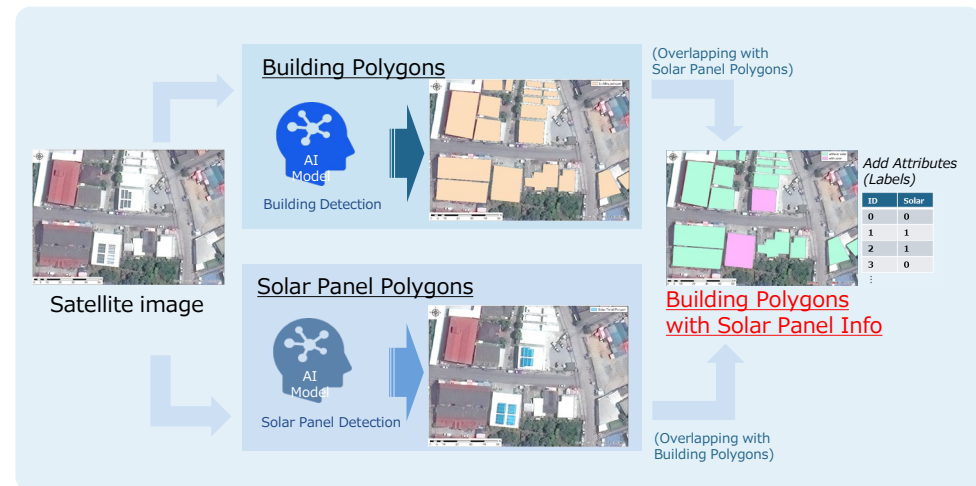 Building Polygons
AI
Model
Building Detection
(Overlapping with
Solar Panel Polygons)
Satellite image
Solar Panel Polygons
AI
Model
Solar Panel Detection
Add Attributes
(Labels)
ID Solar
0 0
1 1
2 1
3 0
⋮
Building Polygons
with Solar Panel Info
(Overlapping with
Building Polygons)